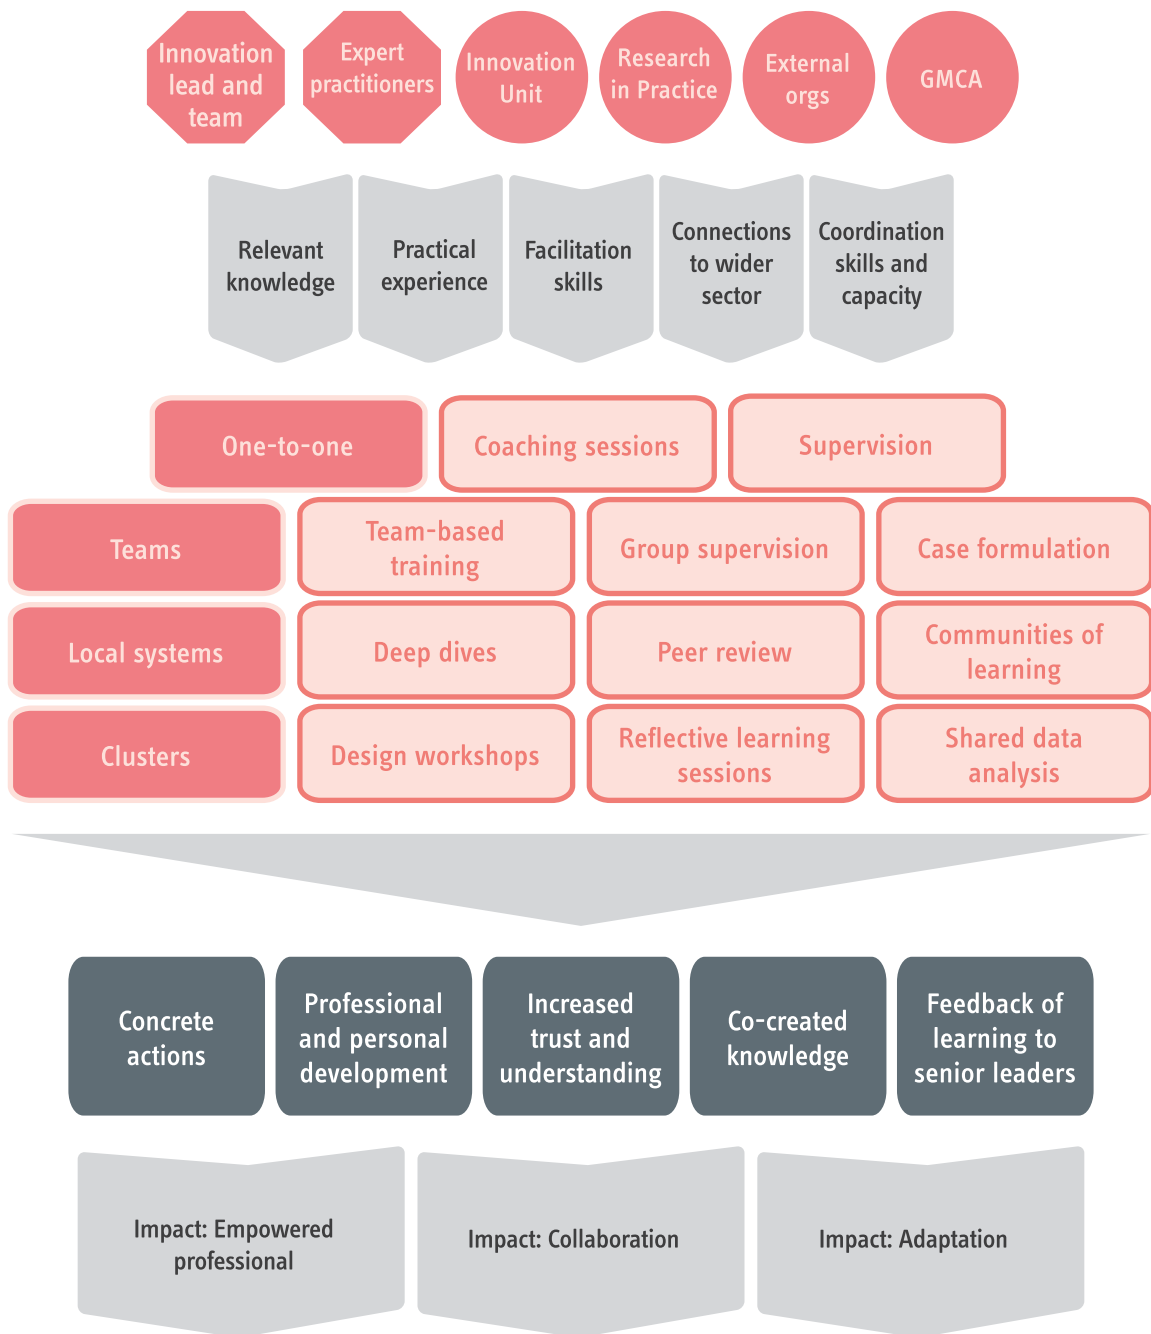 Innovation
lead and
team
Expert
practitioners
Innovation
Unit
Research
in Practice
External
orgs
GMCA
Relevant
knowledge
Practical
experience
Facilitation
skills
Connections
to wider
sector
Coordination
skills and
capacity
One-to-one
Coaching sessions
Supervision
Teams
Team-based
training
Group supervision
Case formulation
Local systems
Deep dives
Peer review
Communities of
learning
Clusters
Design workshops
Reflective learning
sessions
Shared data
analysis
Concrete
actions
Professional
and personal
development
Increased
trust and
understanding
Co-created
knowledge
Feedback of
learning to
senior leaders
Impact: Empowered
professional
Impact: Collaboration
Impact: Adaptation